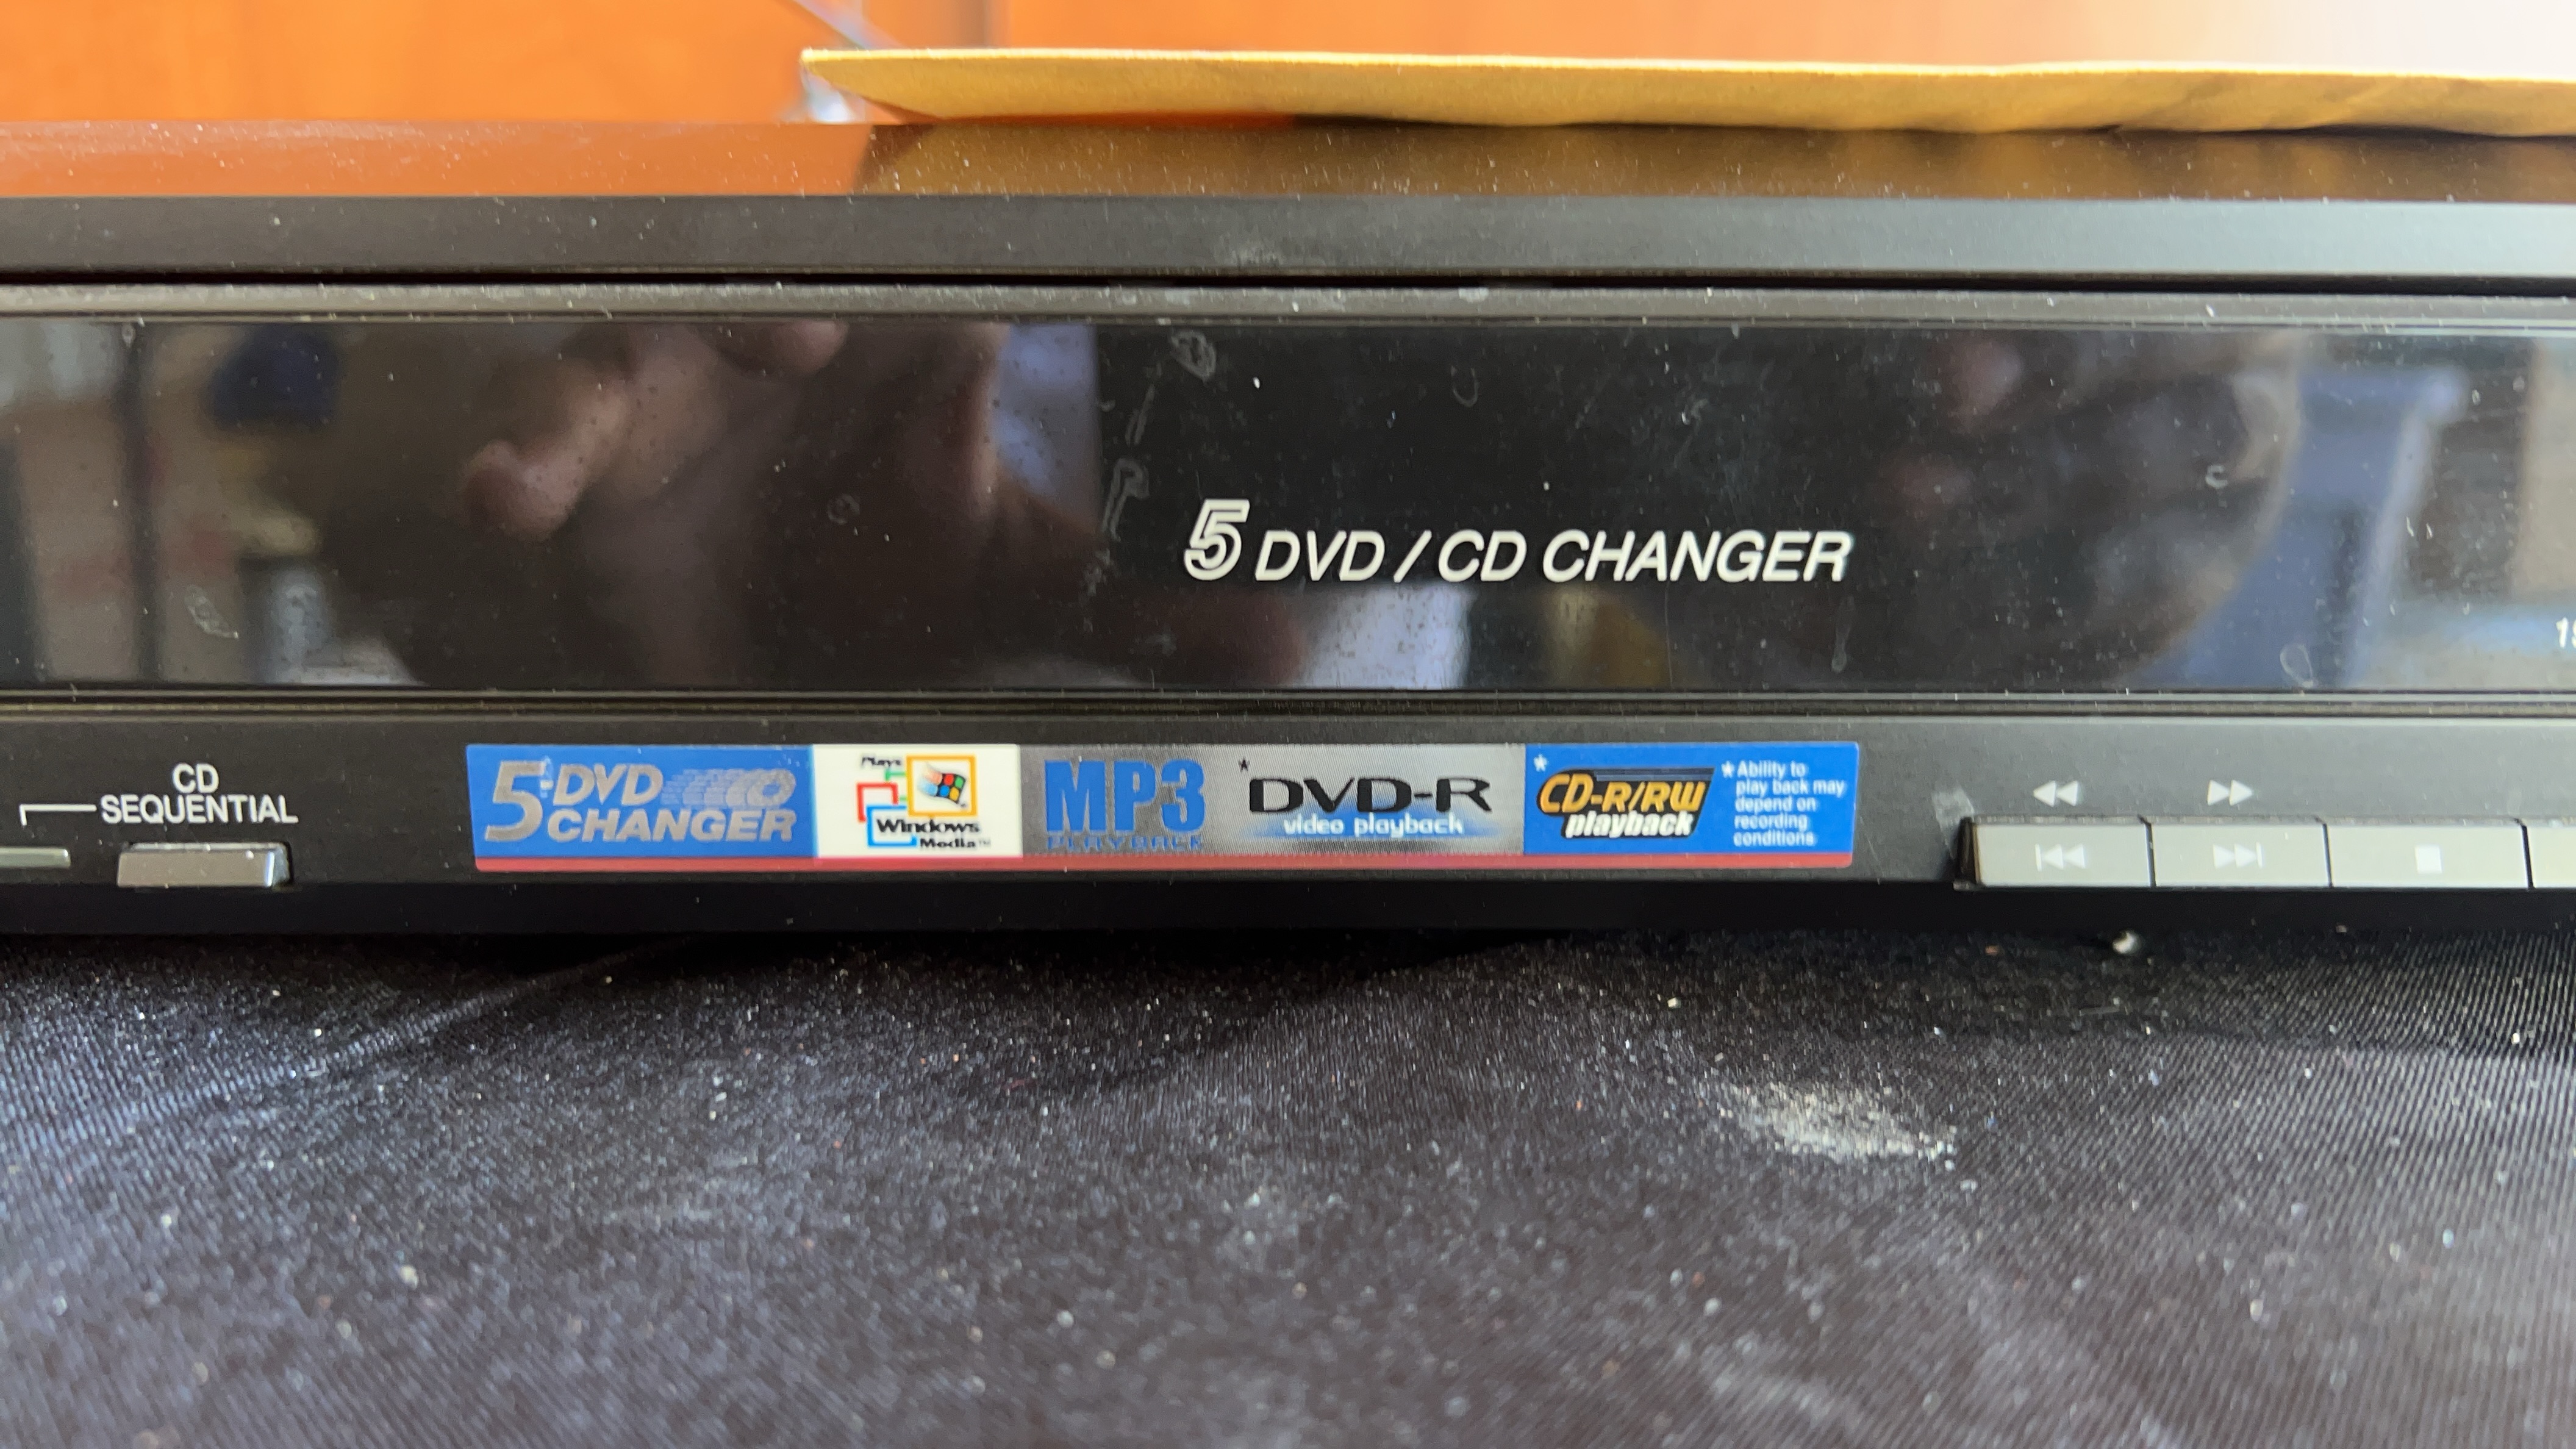 5 DVD / CD CHANGER
CD
SEQUENTIAL
5 DVD
CHANGER
Plays
Windows
Media™
MP3
PLAYBACK
*DVD-R
video playback
*
CD-R/RW
playback
*Ability to
play back may
depend on
recording
conditions